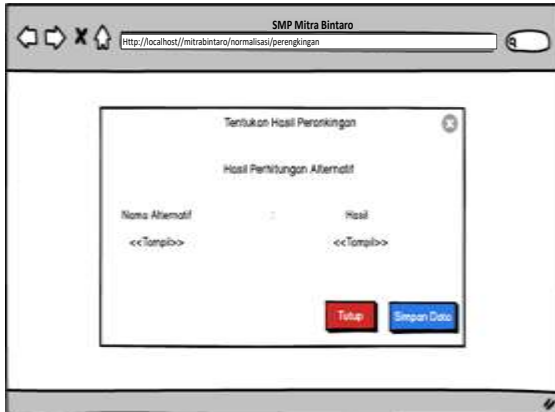 SMP Mitra Bintaro
Http://localhost//mitrabintaro/normalisasi/perengkingan
Tentukan Hasil Perankingan
Hasil Perhitungan Alternatif
Nama Alternatif : Hasil
<<Tampil>> <<Tampil>>
Tutup Simpan Data